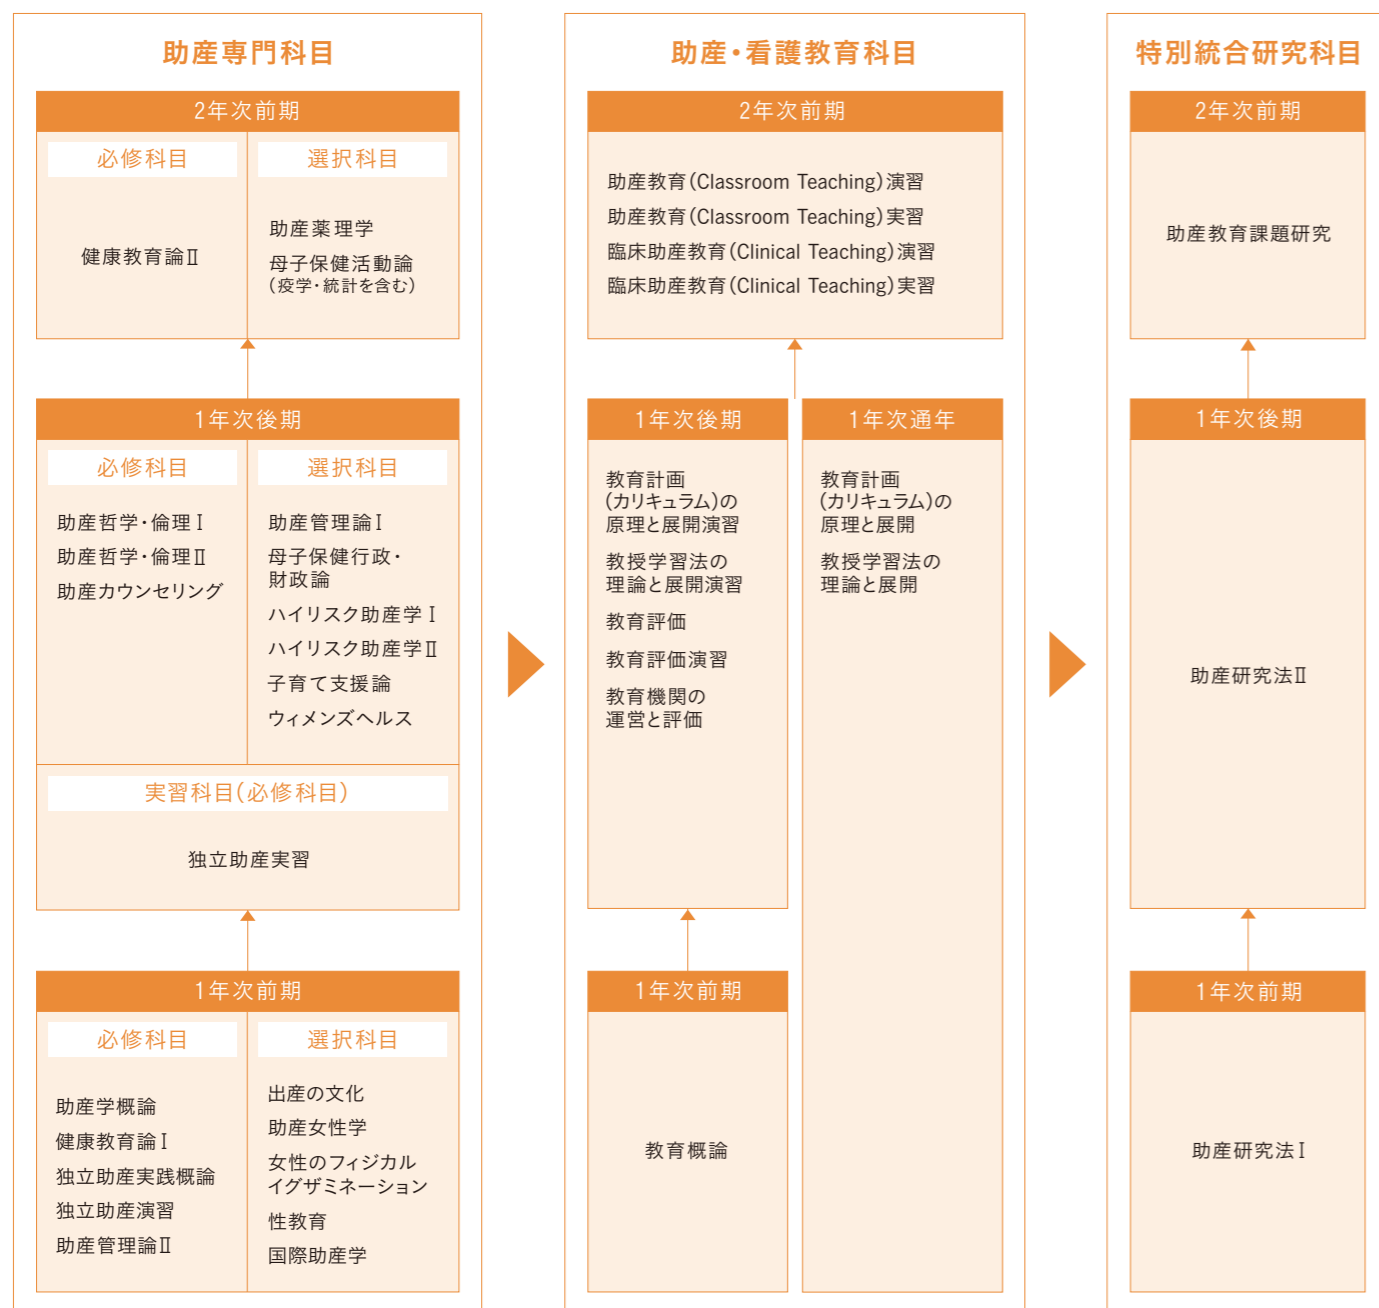 助産専門科目
2年次前期
必修科目
健康教育論Ⅱ
選択科目
助産薬理学
母子保健活動論
(疫学・統計を含む)
1年次後期
必修科目
助産哲学・倫理Ⅰ
助産哲学・倫理Ⅱ
助産カウンセリング
選択科目
助産管理論Ⅰ
母子保健行政・
財政論
ハイリスク助産学Ⅰ
ハイリスク助産学Ⅱ
子育て支援論
ウィメンズヘルス
実習科目(必修科目)
独立助産実習
1年次前期
必修科目
助産学概論
健康教育論Ⅰ
独立助産実践概論
独立助産演習
助産管理論Ⅱ
選択科目
出産の文化
助産女性学
女性のフィジカル
イグザミネーション
性教育
国際助産学
助産・看護教育科目
2年次前期
助産教育(Classroom Teaching)演習
助産教育(Classroom Teaching)実習
臨床助産教育(Clinical Teaching)演習
臨床助産教育(Clinical Teaching)実習
1年次後期
教育計画
(カリキュラム)の
原理と展開演習
教授学習法の
理論と展開演習
教育評価
教育評価演習
教育機関の
運営と評価
1年次通年
教育計画
(カリキュラム)の
原理と展開
教授学習法の
理論と展開
1年次前期
教育概論
特別統合研究科目
2年次前期
助産教育課題研究
1年次後期
助産研究法Ⅱ
1年次前期
助産研究法Ⅰ